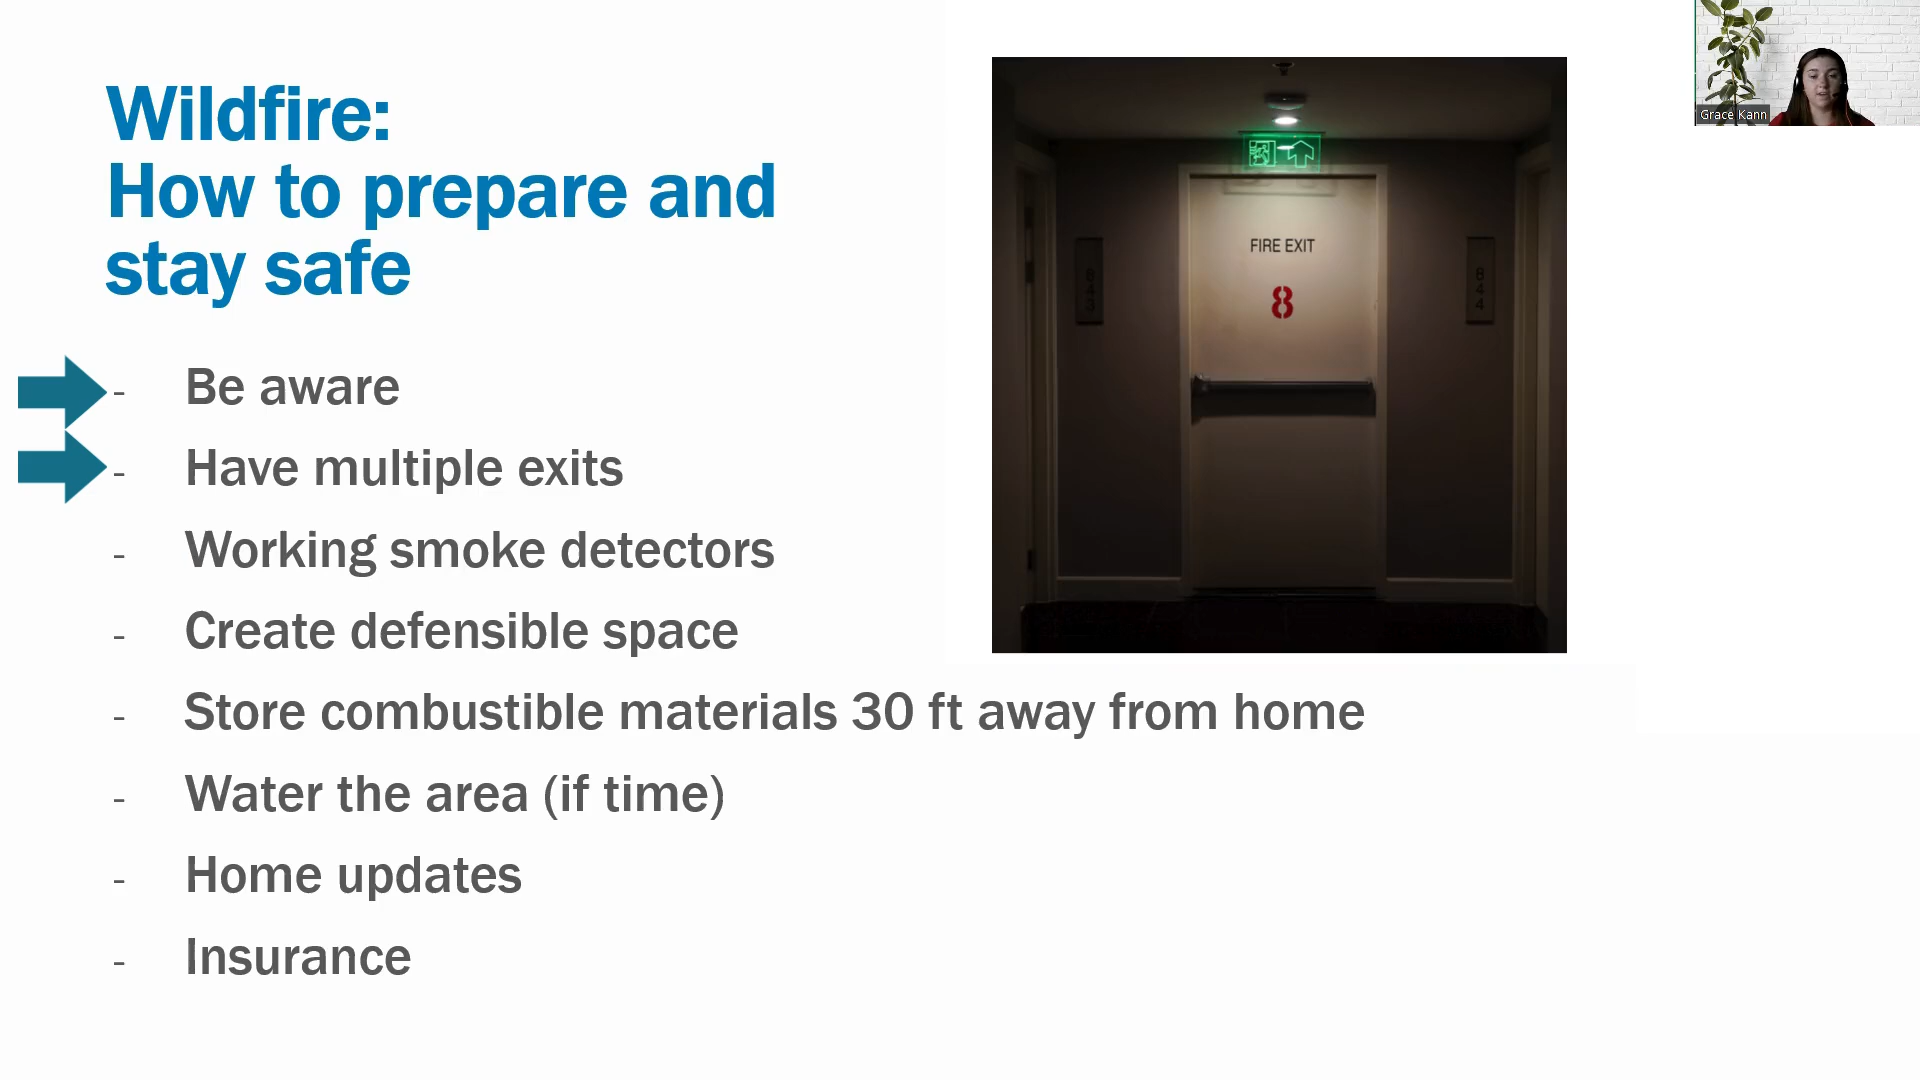 Wildfire:
How to prepare and
stay safe
- Be aware
- Have multiple exits
- Working smoke detectors
- Create defensible space
- Store combustible materials 30 ft away from home
- Water the area (if time)
- Home updates
- Insurance
FIRE EXIT
8
843
844
Grace Kann